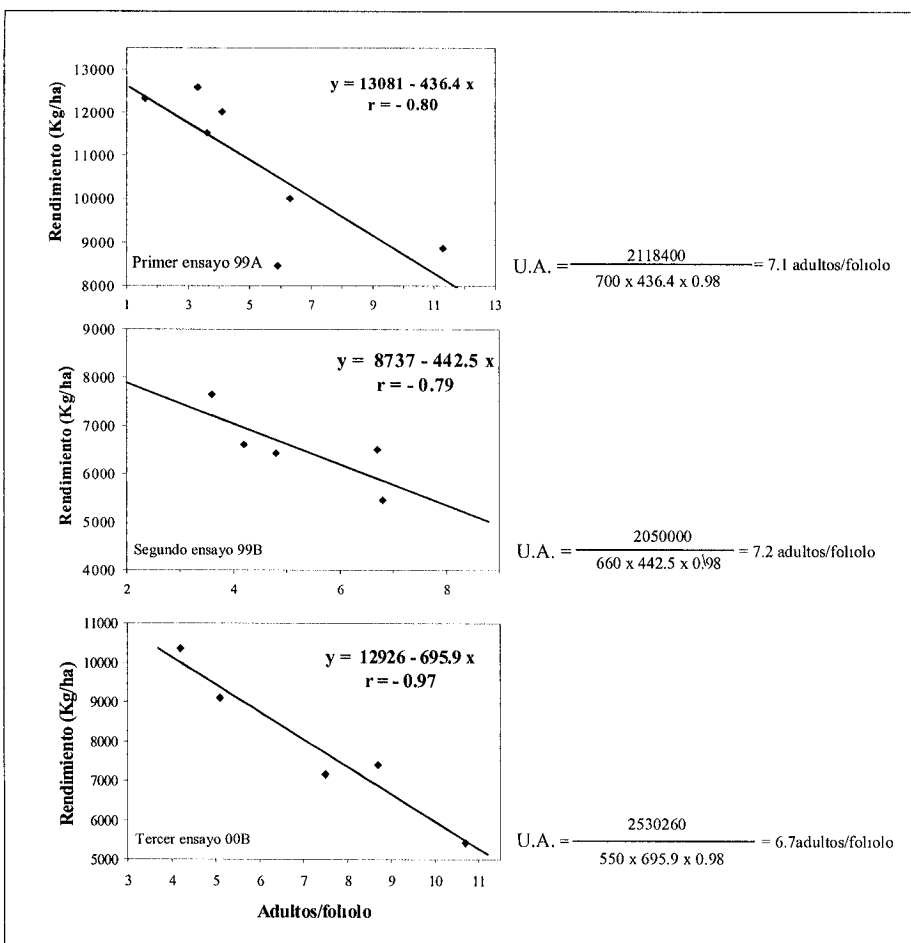 Rendimiento (Kg/ha)
13000
12000
11000
10000
9000
8000
y = 13081 - 436.4 x
r = - 0.80
Primer ensayo 99A
1 3 5 7 9 11 13
U.A. = 2118400 / 700 x 436.4 x 0.98 = 7.1 adultos/foliolo
Rendimiento (Kg/ha)
9000
8000
7000
6000
5000
4000
y = 8737 - 442.5 x
r = - 0.79
Segundo ensayo 99B
2 4 6 8
U.A. = 2050000 / 660 x 442.5 x 0.98 = 7.2 adultos/foliolo
Rendimiento (Kg/ha)
11000
10000
9000
8000
7000
6000
5000
y = 12926 - 695.9 x
r = - 0.97
Tercer ensayo 00B
3 4 5 6 7 8 9 10 11
Adultos/foliolo
U.A. = 2530260 / 550 x 695.9 x 0.98 = 6.7adultos/foliolo